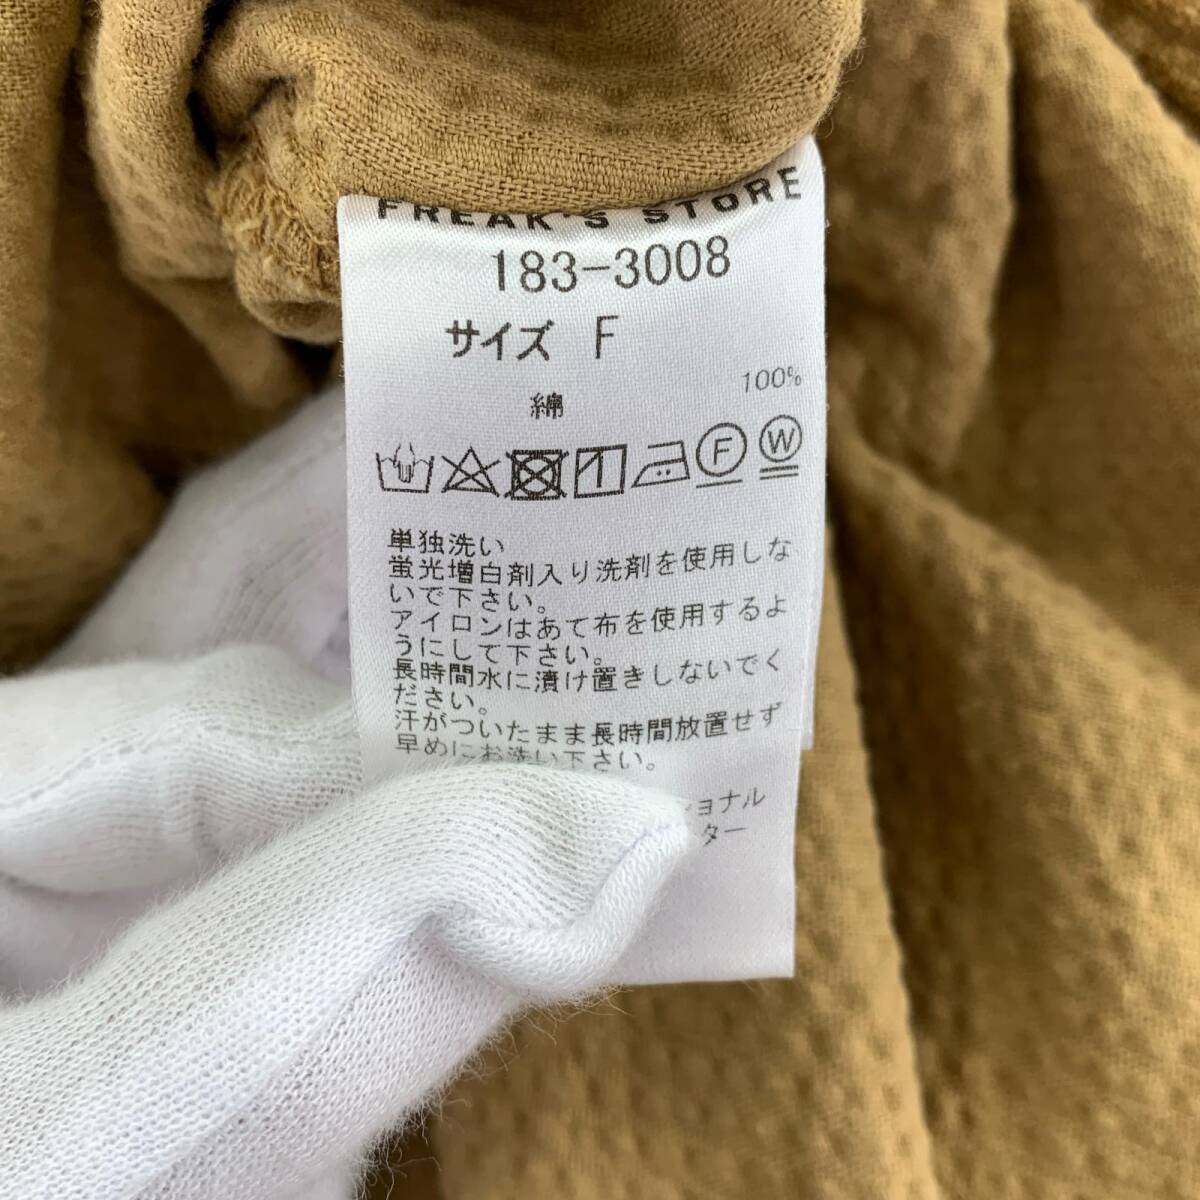 FREAK'S STORE
183-3008
サイズ F
100%
綿
F W
単独洗い
蛍光増白剤入り洗剤を使用しな
いで下さい。
アイロンはあて布を使用するよ
うにして下さい。
長時間水に漬け置きしないでく
ださい。
汗がついたまま長時間放置せず
早めにお洗い下さい。
ショナル
ター